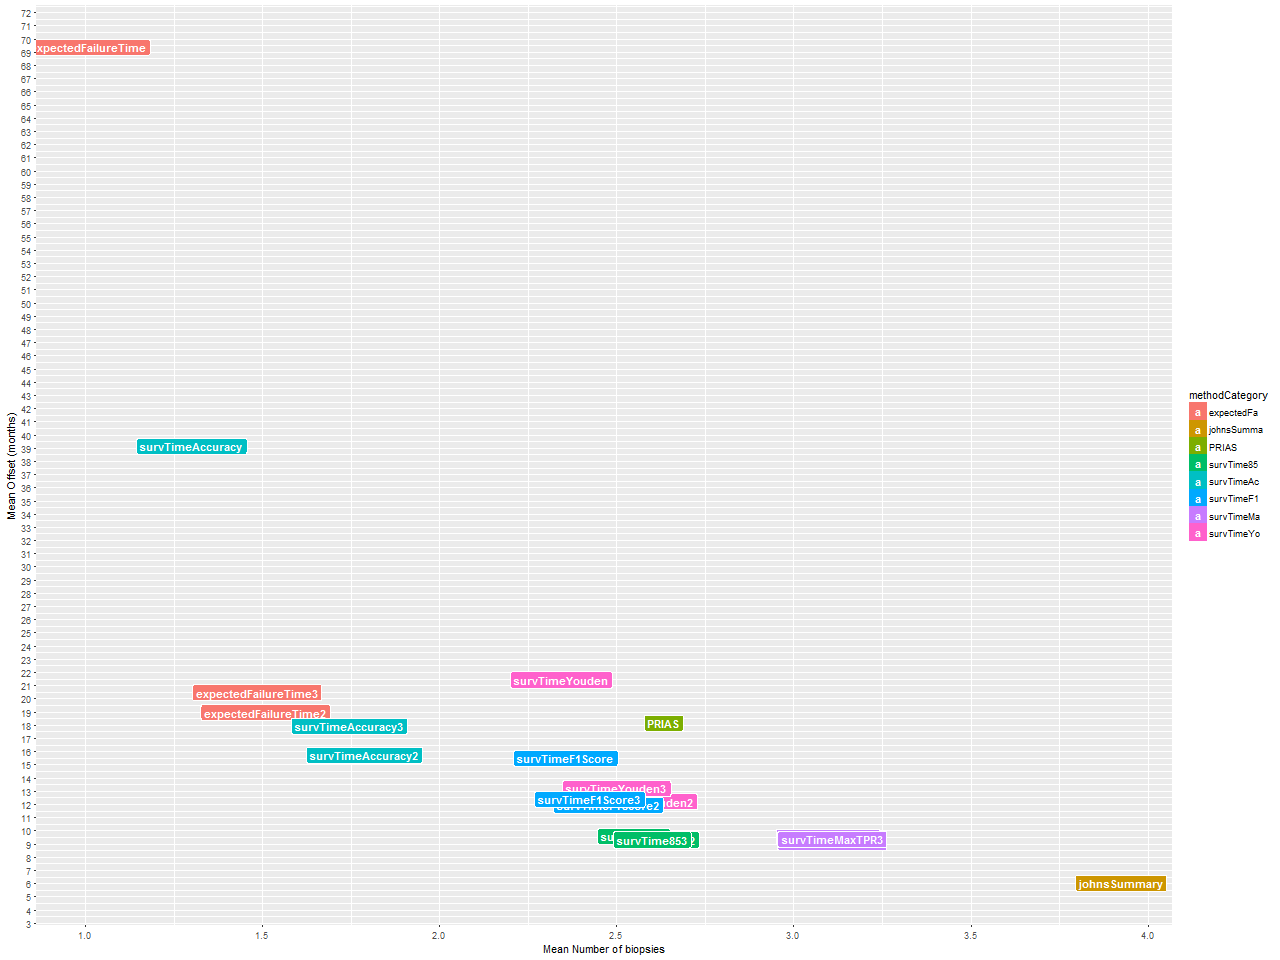 72
71
70
69
68
67
66
65
64
63
62
61
60
59
58
57
56
55
54
53
52
51
50
49
48
47
46
45
44
43
42
41
40
39
38
37
36
35
34
33
32
31
30
29
28
27
26
25
24
23
22
21
20
19
18
17
16
15
14
13
12
11
10
9
8
7
6
5
4
3
Mean Offset (months)
xpectedFailureTime
survTimeAccuracy
survTimeYouden
expectedFailureTime3
expectedFailureTime2
survTimeAccuracy3
PRIAS
survTimeAccuracy2
survTimeF1Score
survTimeYouden3
survTimeF1Score3
survTime853
survTimeMaxTPR3
johnsSummary
1.0 1.5 2.0 2.5 3.0 3.5 4.0
Mean Number of biopsies
methodCategory
a expectedFa
a johnsSumma
a PRIAS
a survTime85
a survTimeAc
a survTimeF1
a survTimeMa
a survTimeYo